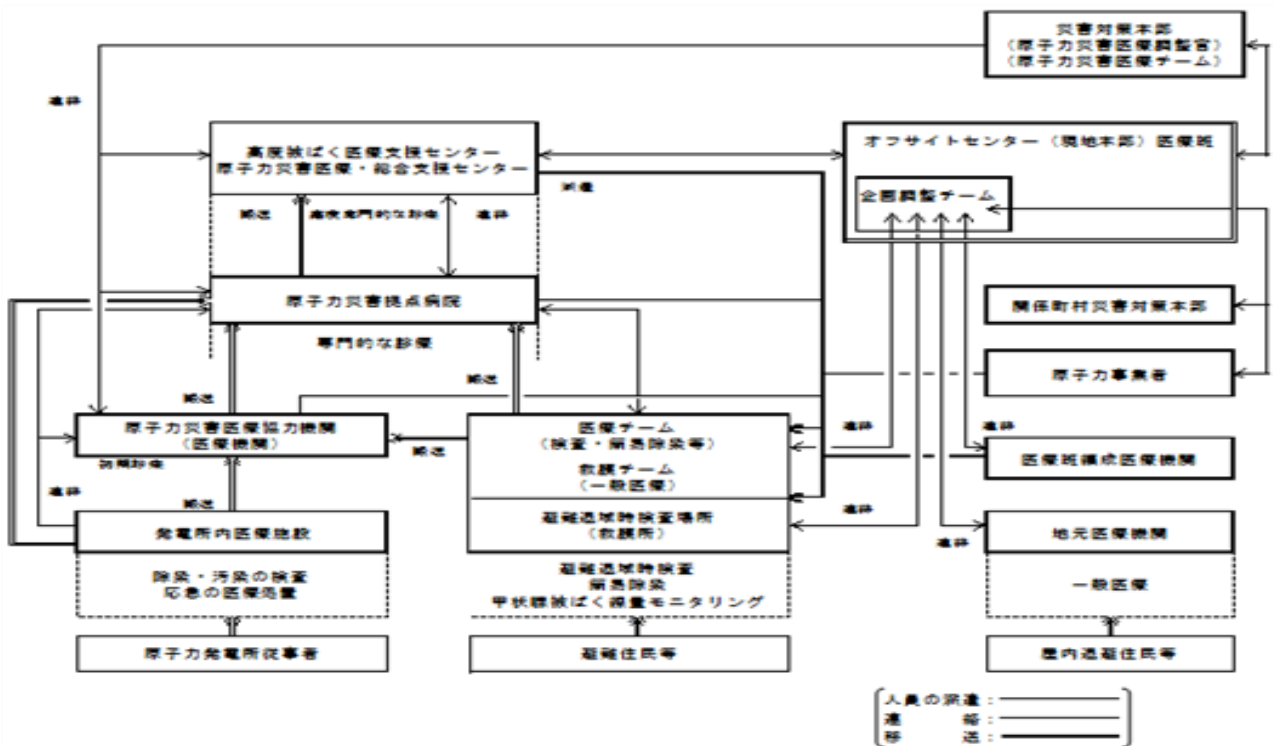 災害対策本部
(原子力災害医療調整官)
(原子力災害医療チーム)
連絡
高度被ばく医療支援センター
原子力災害医療・総合支援センター
オフサイトセンター(現地本部)医療班
企画調整チーム
派遣
搬送
高度専門的な診療
連絡
原子力災害拠点病院
関係町村災害対策本部
専門的な診療
原子力事業者
搬送
搬送
原子力災害医療協力機関
(医療機関)
医療チーム
(検査・簡易除染等)
救護チーム
(一般医療)
搬送
連絡
連絡
医療班編成医療機関
初期診療
連絡
搬送
発電所内医療施設
避難退域時検査場所
(救護所)
連絡
連絡
地元医療機関
除染・汚染の検査
応急の医療処置
避難退域時検査
簡易除染
甲状腺被ばく線量モニタリング
一般医療
原子力発電所従事者
避難住民等
屋内退避住民等
人員の派遣:
連絡:
移送: